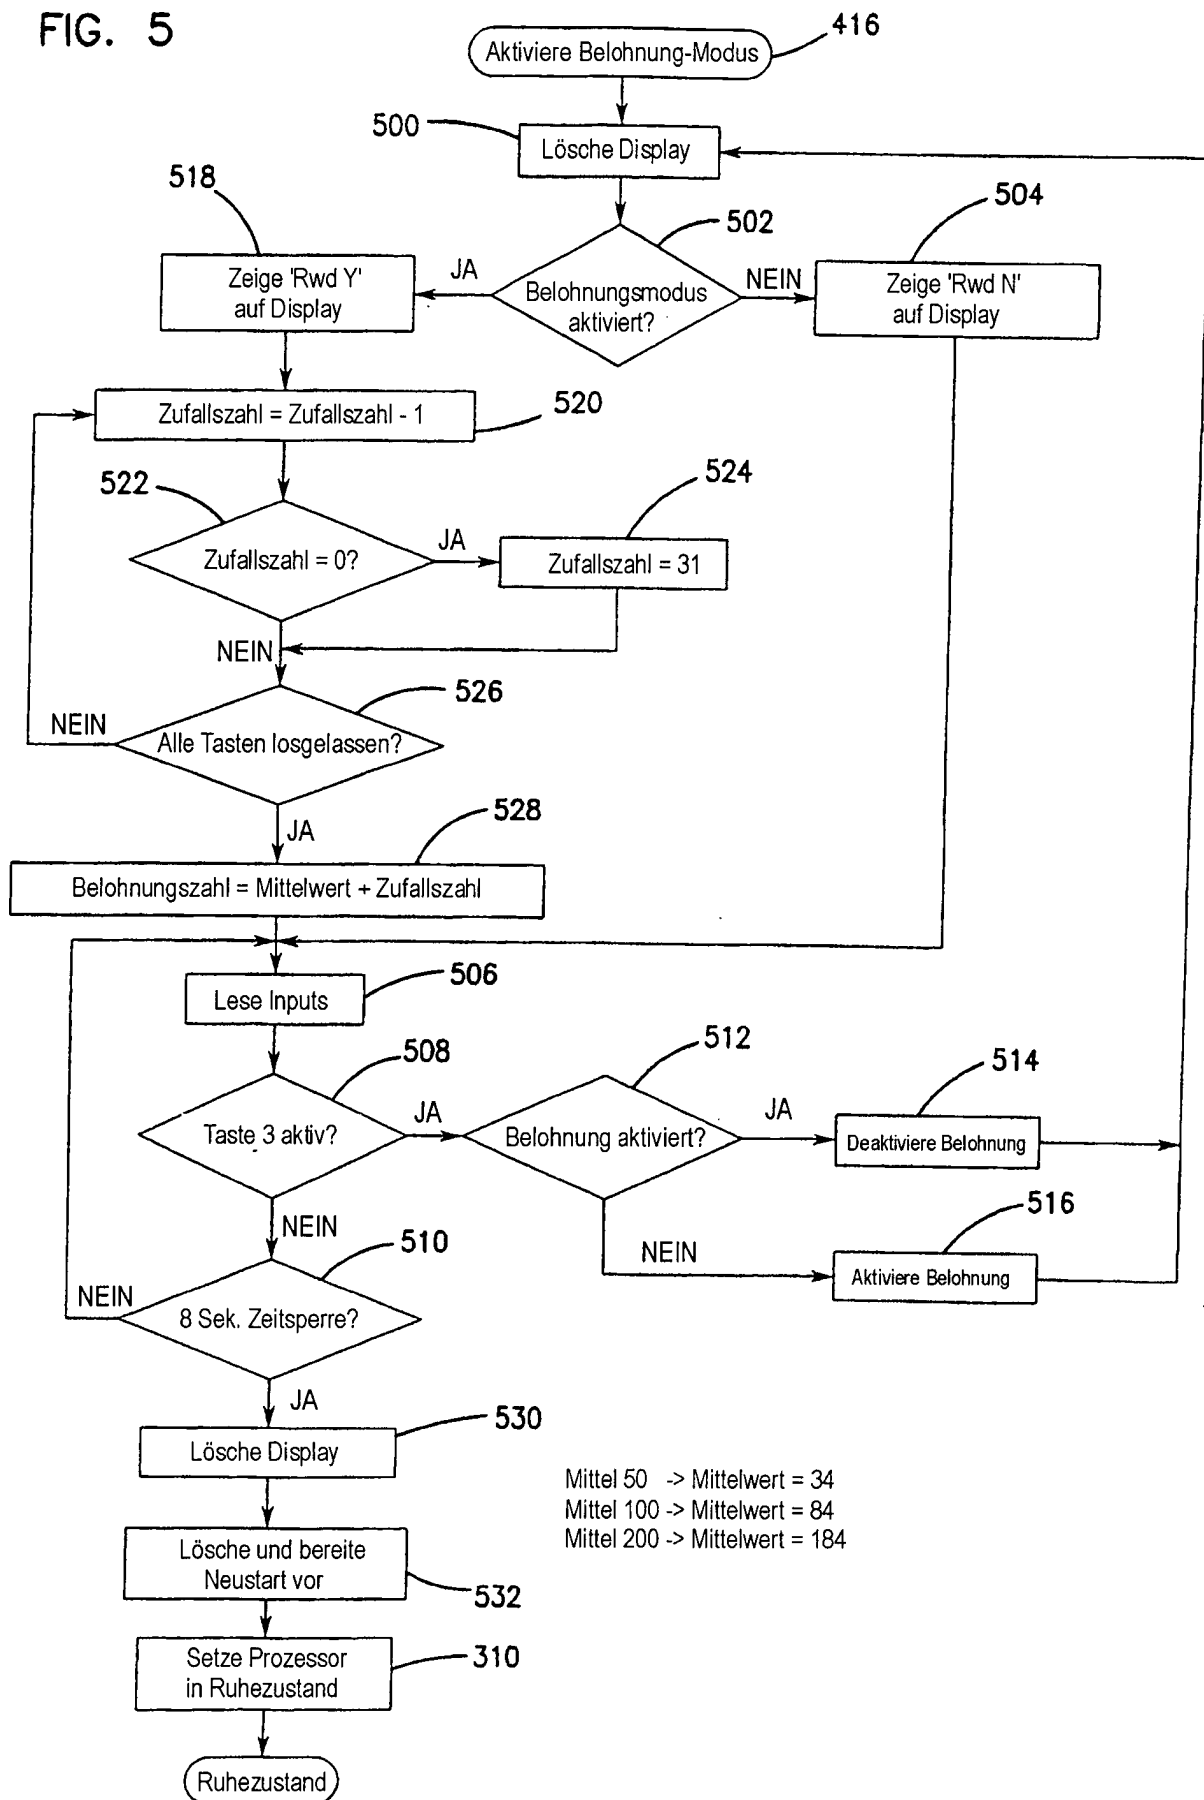 FIG. 5
Aktiviere Belohnung-Modus
416
500
Lösche Display
518
502
504
Zeige 'Rwd Y'
auf Display
JA
Belohnungsmodus
aktiviert?
NEIN
Zeige 'Rwd N'
auf Display
Zufallszahl = Zufallszahl - 1
520
522
Zufallszahl = 0?
JA
524
Zufallszahl = 31
NEIN
526
NEIN
Alle Tasten losgelassen?
JA
528
Belohnungszahl = Mittelwert + Zufallszahl
506
Lese Inputs
508
Taste 3 aktiv?
JA
512
Belohnung aktiviert?
JA
514
Deaktiviere Belohnung
NEIN
516
Aktiviere Belohnung
NEIN
510
NEIN
8 Sek. Zeitsperre?
JA
530
Lösche Display
Mittel 50 -> Mittelwert = 34
Mittel 100 -> Mittelwert = 84
Mittel 200 -> Mittelwert = 184
Lösche und bereite
Neustart vor
532
Setze Prozessor
in Ruhezustand
310
Ruhezustand